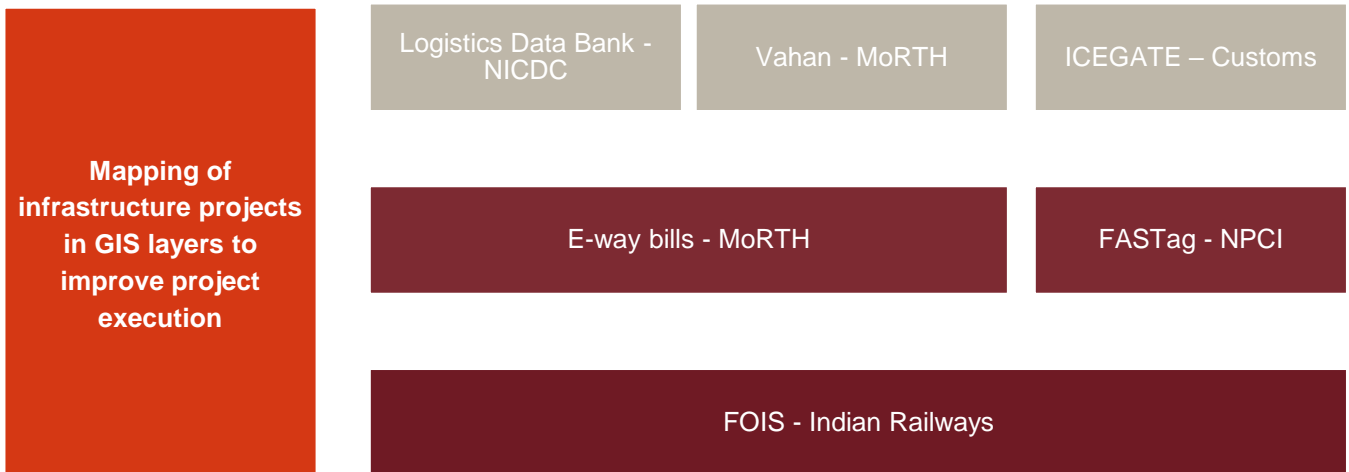 Mapping of
infrastructure projects
in GIS layers to
improve project
execution
Logistics Data Bank -
NICDC
Vahan - MoRTH
ICEGATE – Customs
E-way bills - MoRTH
FASTag - NPCI
FOIS - Indian Railways